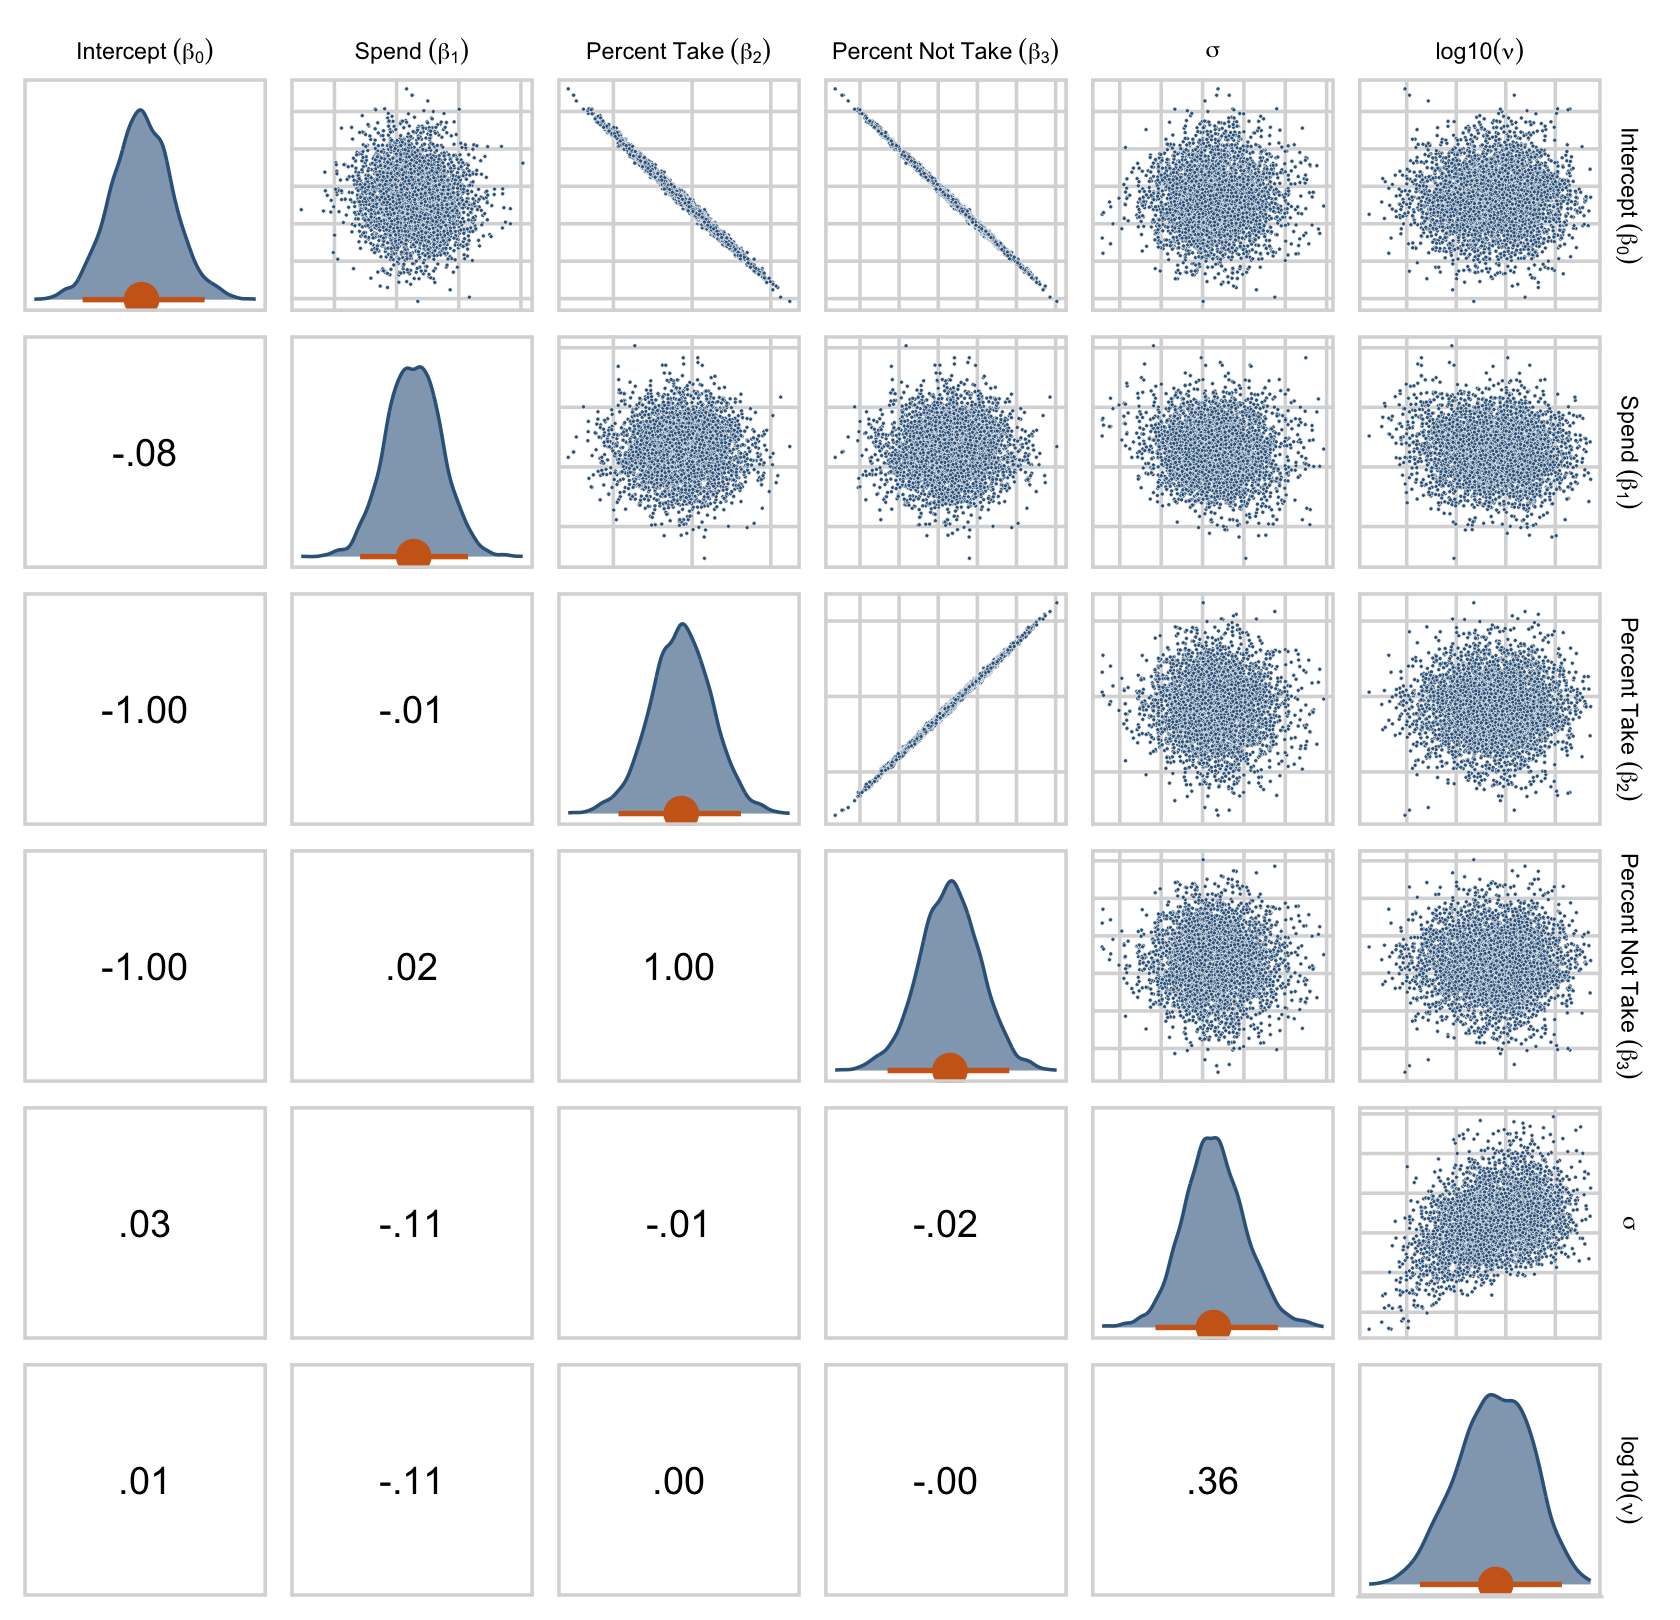 Intercept (β₀) Spend (β₁) Percent Take (β₂) Percent Not Take (β₃) σ log10(ν)
Intercept (β₀)
-.08
Spend (β₁)
-1.00 -.01
Percent Take (β₂)
-1.00 .02 1.00
Percent Not Take (β₃)
.03 -.11 -.01 -.02
σ
.01 -.11 .00 -.00 .36
log10(ν)